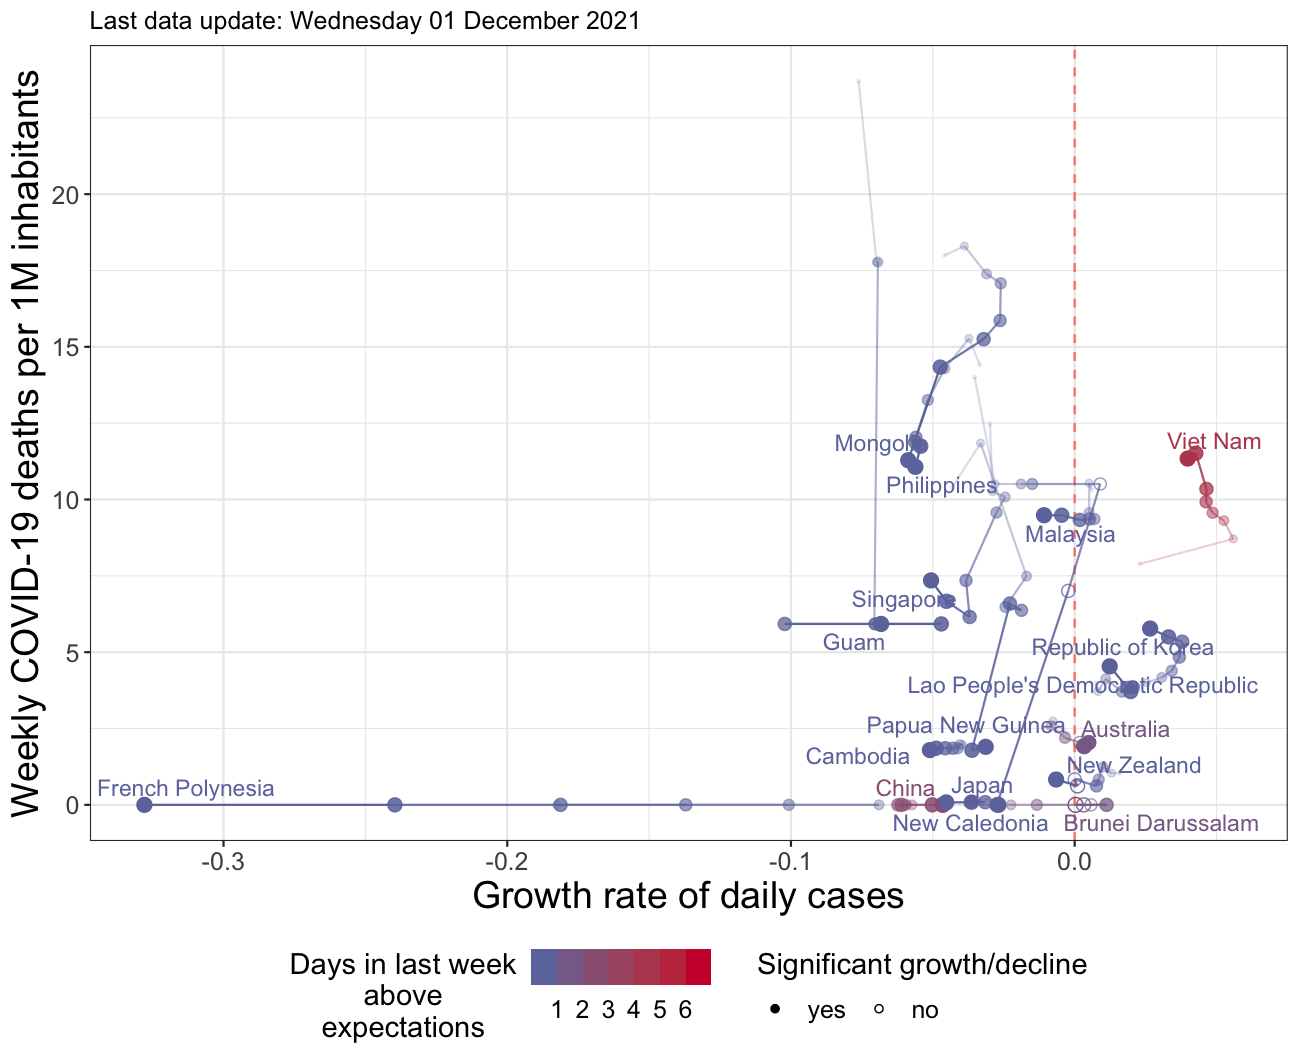 Last data update: Wednesday 01 December 2021
Weekly COVID-19 deaths per 1M inhabitants
20
15
10
5
0
Viet Nam
Mongolia
Philippines
Malaysia
Singapore
Guam
Republic of Korea
Lao People's Democratic Republic
Papua New Guinea
Australia
Cambodia
New Zealand
French Polynesia
China
Japan
New Caledonia
Brunei Darussalam
-0.3
-0.2
-0.1
0.0
Growth rate of daily cases
Days in last week
above
expectations
1 2 3 4 5 6
Significant growth/decline
yes
no